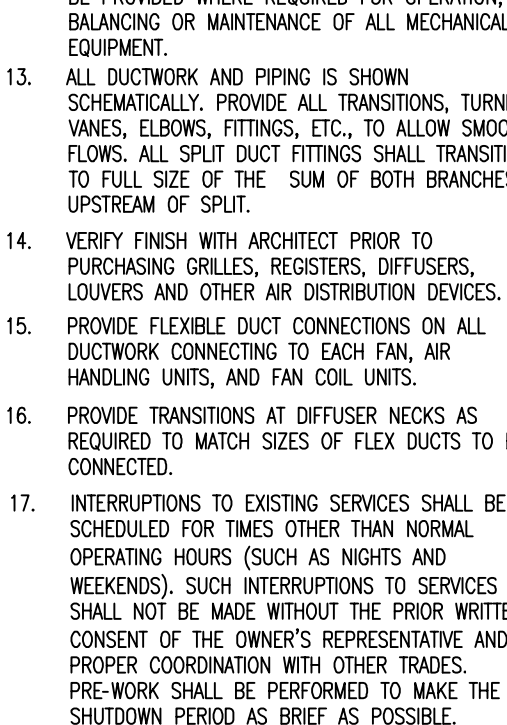 BE PROVIDED WHERE REQUIRED FOR OPERATION,
BALANCING OR MAINTENANCE OF ALL MECHANICAL
EQUIPMENT.
13. ALL DUCTWORK AND PIPING IS SHOWN
SCHEMATICALLY. PROVIDE ALL TRANSITIONS, TURNI
VANES, ELBOWS, FITTINGS, ETC., TO ALLOW SMOO
FLOWS. ALL SPLIT DUCT FITTINGS SHALL TRANSITI
TO FULL SIZE OF THE SUM OF BOTH BRANCHES
UPSTREAM OF SPLIT.
14. VERIFY FINISH WITH ARCHITECT PRIOR TO
PURCHASING GRILLES, REGISTERS, DIFFUSERS,
LOUVERS AND OTHER AIR DISTRIBUTION DEVICES.
15. PROVIDE FLEXIBLE DUCT CONNECTIONS ON ALL
DUCTWORK CONNECTING TO EACH FAN, AIR
HANDLING UNITS, AND FAN COIL UNITS.
16. PROVIDE TRANSITIONS AT DIFFUSER NECKS AS
REQUIRED TO MATCH SIZES OF FLEX DUCTS TO
CONNECTED.
17. INTERRUPTIONS TO EXISTING SERVICES SHALL BE
SCHEDULED FOR TIMES OTHER THAN NORMAL
OPERATING HOURS (SUCH AS NIGHTS AND
WEEKENDS). SUCH INTERRUPTIONS TO SERVICES
SHALL NOT BE MADE WITHOUT THE PRIOR WRITTE
CONSENT OF THE OWNER'S REPRESENTATIVE AND
PROPER COORDINATION WITH OTHER TRADES.
PRE-WORK SHALL BE PERFORMED TO MAKE THE
SHUTDOWN PERIOD AS BRIEF AS POSSIBLE.